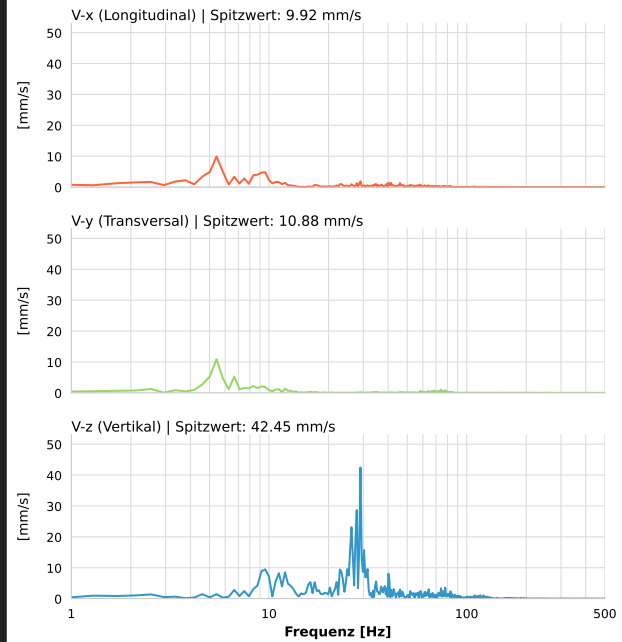 V-x (Longitudinal) | Spitzwert: 9.92 mm/s
50
40
30
20
10
0
[mm/s]
V-y (Transversal) | Spitzwert: 10.88 mm/s
50
40
30
20
10
0
[mm/s]
V-z (Vertikal) | Spitzwert: 42.45 mm/s
50
40
30
20
10
0
[mm/s]
1 10 100 500
Frequenz [Hz]